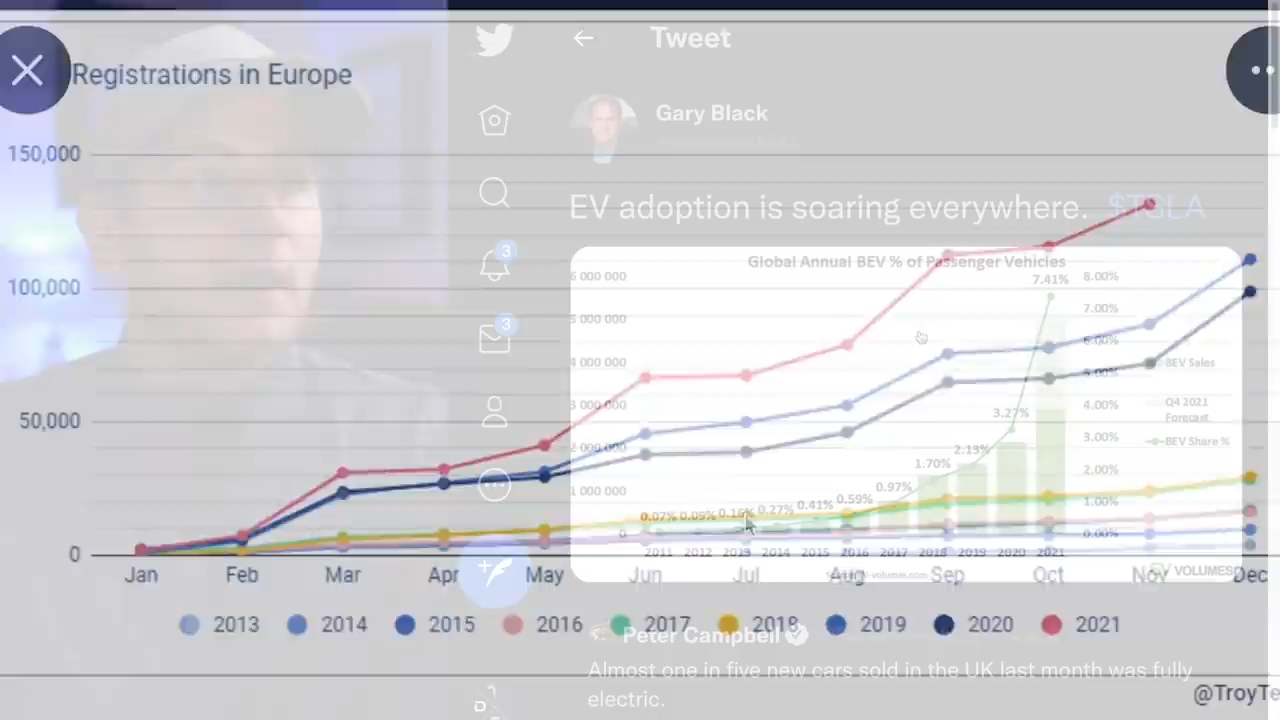 Tweet
Registrations in Europe
Gary Black
150,000
EV adoption is soaring everywhere. $TSLA
Global Annual BEV % of Passenger Vehicles
6 000 000
8.00%
7.41%
100,000
7.00%
5 000 000
6.00%
4 000 000
BEV Sales
5.00%
3 000 000
4.00%
Q4 2021
Forecast
3.27%
50,000
3.00%
BEV Share %
2 000 000
2.13%
1.70%
2.00%
1 000 000
0.97%
0.59%
0.41%
0.27%
0.16%
0.09%
0.07%
1.00%
0
0.00%
0
2011 2012 2013 2014 2015 2016 2017 2018 2019 2020 2021
Jan Feb Mar Apr May Jun Jul Aug Sep Oct Nov Dec
EV VOLUMES
2013 2014 2015 2016 2017 2018 2019 2020 2021
Peter Campbell
Almost one in five new cars sold in the UK last month was fully
electric.
@TroyTe
3
3